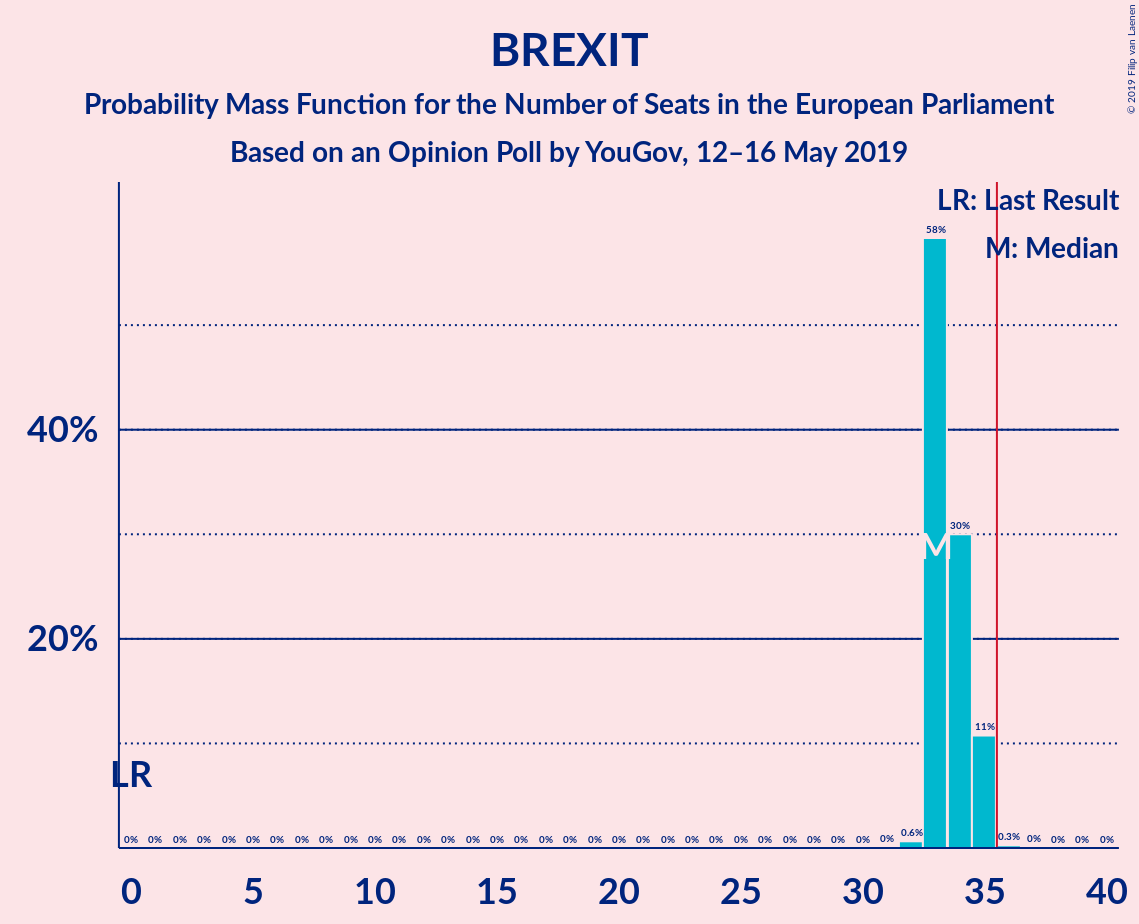 BREXIT
Probability Mass Function for the Number of Seats in the European Parliament
Based on an Opinion Poll by YouGov, 12–16 May 2019
© 2019 Filip van Laenen
LR: Last Result
M: Median
58%
40%
30%
M
20%
11%
LR
0% 0% 0% 0% 0% 0% 0% 0% 0% 0% 0% 0% 0% 0% 0% 0% 0% 0% 0% 0% 0% 0% 0% 0% 0% 0% 0% 0% 0% 0% 0% 0% 0.6% 0.3% 0% 0% 0% 0%
0 5 10 15 20 25 30 35 40